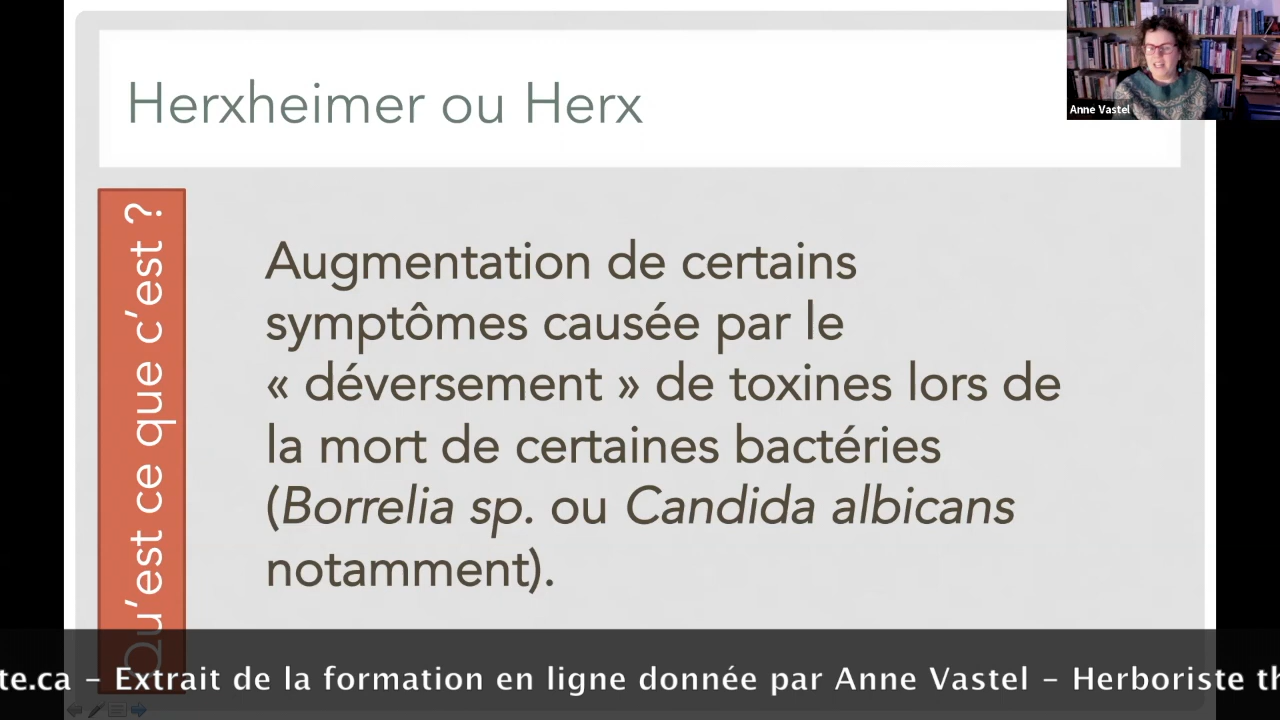 Herxheimer ou Herx
Anne Vastel
Qu'est ce que c'est ?
Augmentation de certains
symptômes causée par le
« déversement » de toxines lors de
la mort de certaines bactéries
(Borrelia sp. ou Candida albicans
notamment).
te.ca – Extrait de la formation en ligne donnée par Anne Vastel – Herboriste th